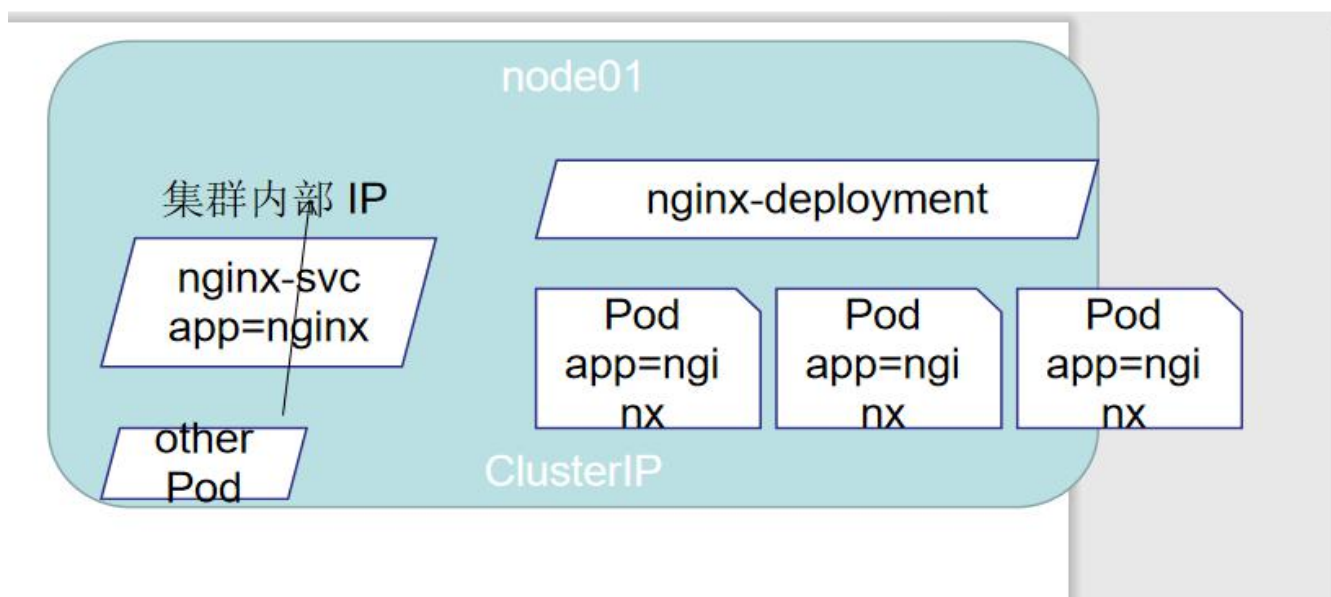 node01
集群内部 IP
nginx-deployment
nginx-svc
app=nginx
Pod
app=ngi
nx
Pod
app=ngi
nx
Pod
app=ngi
nx
other
Pod
ClusterIP